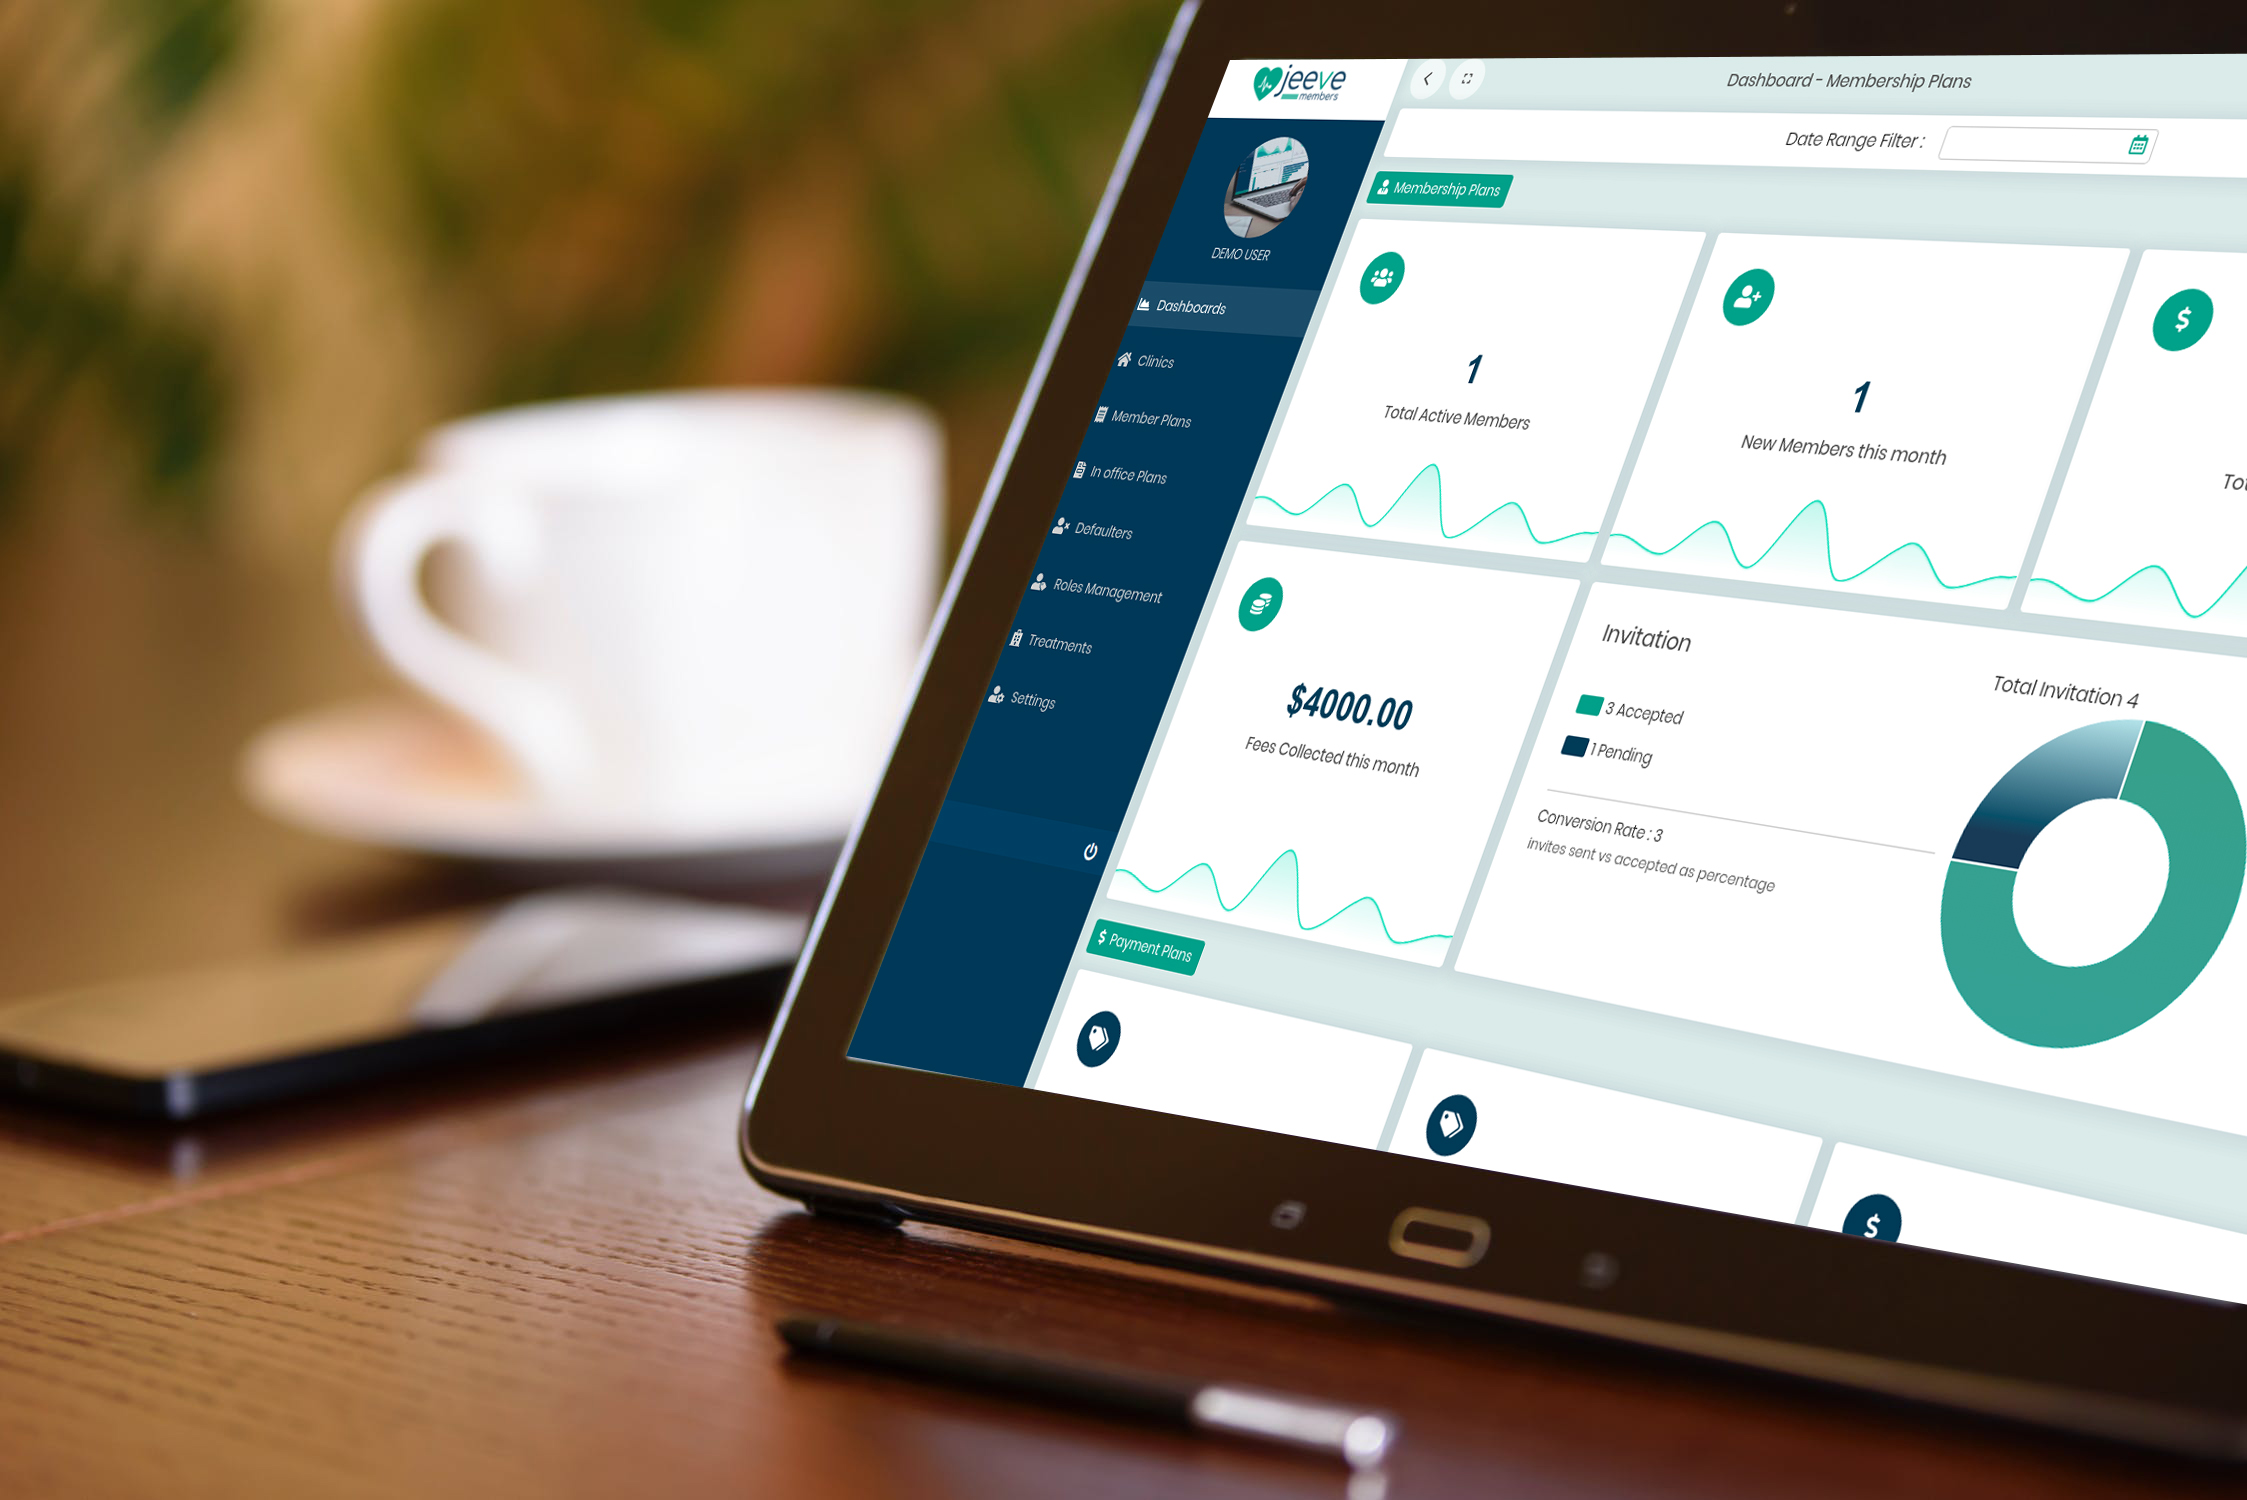 jeeve
members
Dashboard - Membership Plans
Date Range Filter :
Membership Plans
DEMO USER
Dashboards
Clinics
Member Plans
In office Plans
Defaulters
Roles Management
Treatments
Settings
1
Total Active Members
1
New Members this month
$4000.00
Fees Collected this month
Invitation
3 Accepted
1 Pending
Total Invitation 4
Conversion Rate : 3
invites sent vs accepted as percentage
Payment Plans